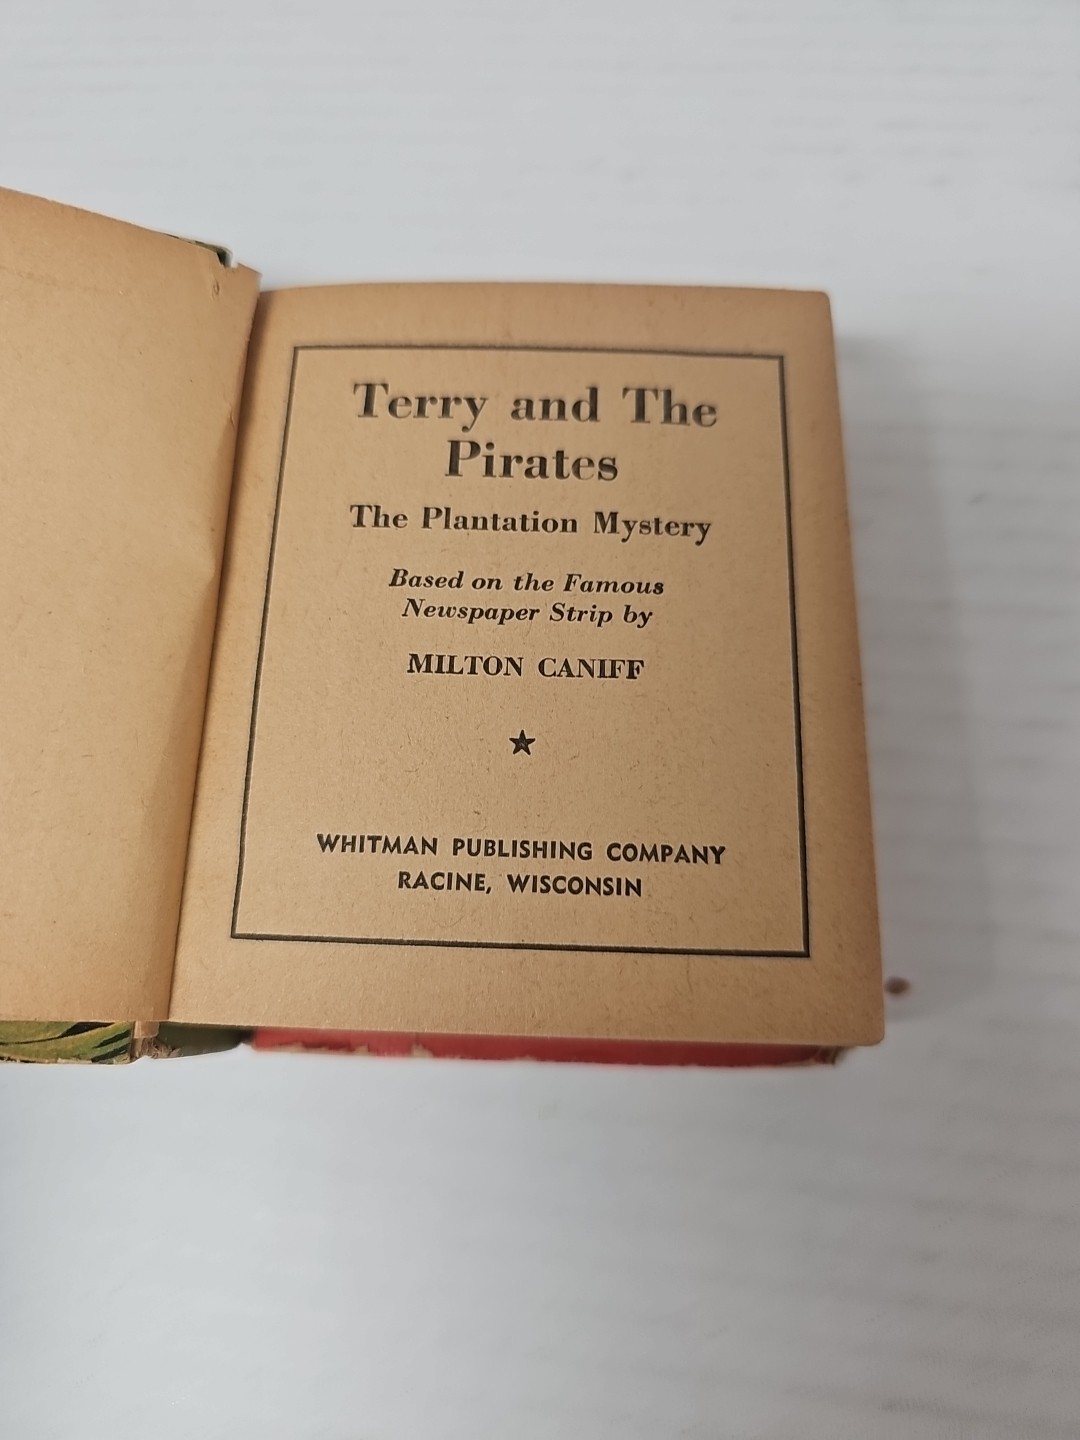 Terry and The
Pirates
The Plantation Mystery
Based on the Famous
Newspaper Strip by
MILTON CANIFF
WHITMAN PUBLISHING COMPANY
RACINE, WISCONSIN